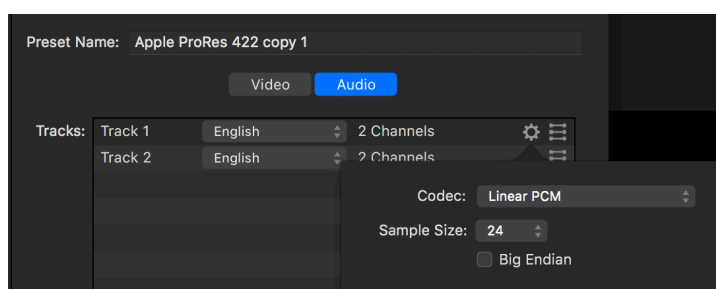 Preset Name: Apple ProRes 422 copy 1
Video Audio
Tracks: Track 1 English 2 Channels
Track 2 English 2 Channels
Codec: Linear PCM
Sample Size: 24
Big Endian